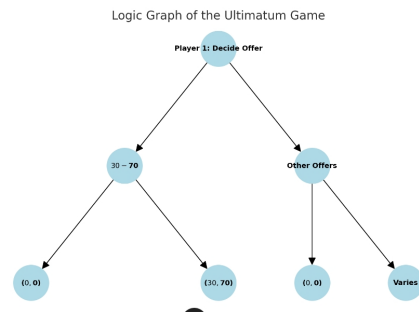 Logic Graph of the Ultimatum Game
Player 1: Decide Offer
30 − 70
Other Offers
(0, 0)
(30, 70)
(0, 0)
Varies